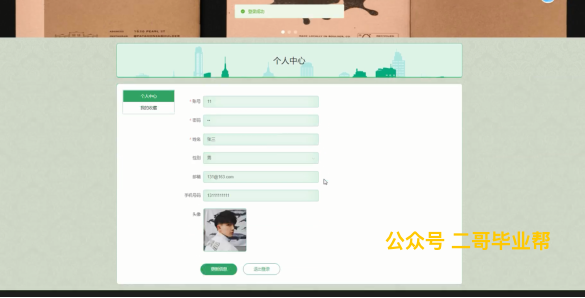 登录成功
个人中心
个人中心
我的收藏
*账号
11
*密码
**
*姓名
张三
性别
男
邮箱
111@163.com
手机号码
头像
公众号 二哥毕业帮
更新信息
退出登录